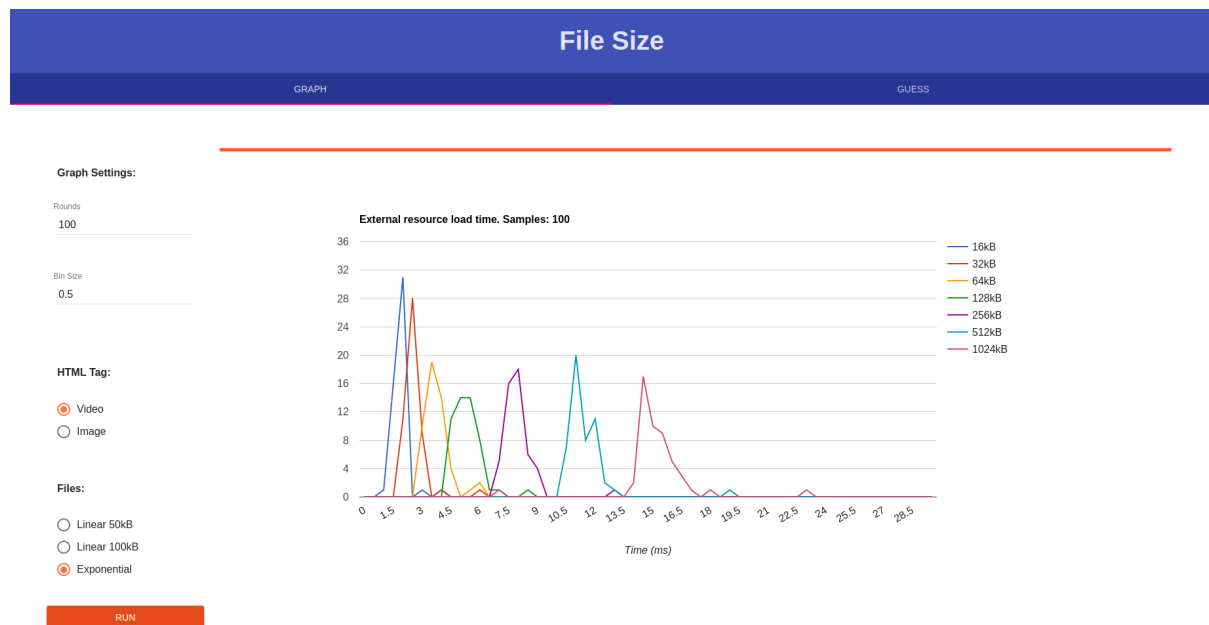 File Size
GRAPH
GUESS
Graph Settings:
Rounds
100
Bin Size
0.5
HTML Tag:
Video
Image
Files:
Linear 50kB
Linear 100kB
Exponential
RUN
External resource load time. Samples: 100
36
32
28
24
20
16
12
8
4
0
0 1.5 3 4.5 6 7.5 9 10.5 12 13.5 15 16.5 18 19.5 21 22.5 24 25.5 27 28.5
Time (ms)
16kB
32kB
64kB
128kB
256kB
512kB
1024kB